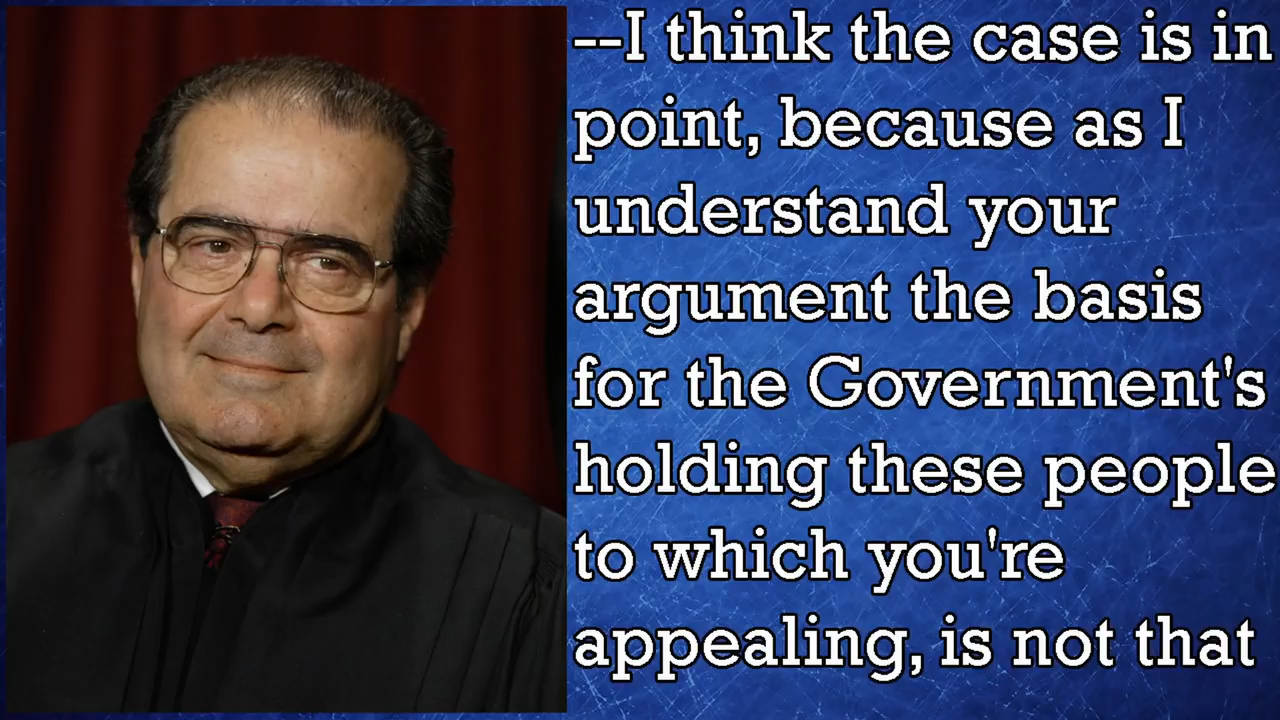 --I think the case is in
point, because as I
understand your
argument the basis
for the Government's
holding these people
to which you're
appealing, is not that